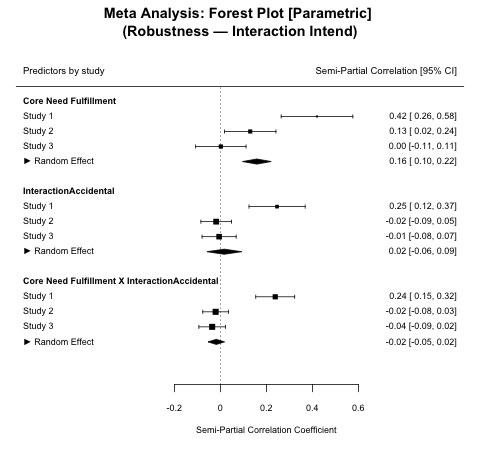 Meta Analysis: Forest Plot [Parametric]
(Robustness — Interaction Intend)
Predictors by study Semi-Partial Correlation [95% CI]
Core Need Fulfillment
Study 1 0.42 [ 0.26, 0.58]
Study 2 0.13 [ 0.02, 0.24]
Study 3 0.00 [-0.11, 0.11]
► Random Effect 0.16 [ 0.10, 0.22]
InteractionAccidental
Study 1 0.25 [ 0.12, 0.37]
Study 2 -0.02 [-0.09, 0.05]
Study 3 -0.01 [-0.08, 0.07]
► Random Effect 0.02 [-0.06, 0.09]
Core Need Fulfillment X InteractionAccidental
Study 1 0.24 [ 0.15, 0.32]
Study 2 -0.02 [-0.08, 0.03]
Study 3 -0.04 [-0.09, 0.02]
► Random Effect -0.02 [-0.05, 0.02]
-0.2 0 0.2 0.4 0.6
Semi-Partial Correlation Coefficient